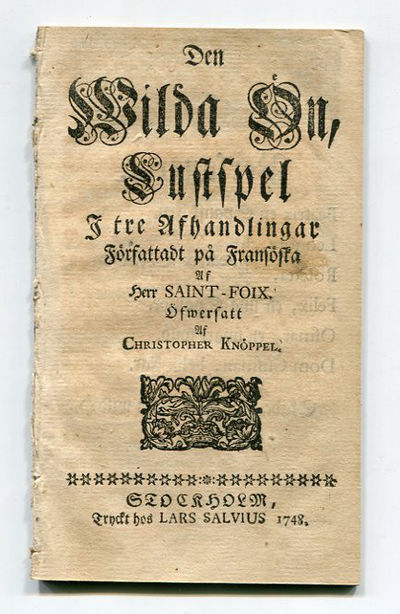 Den
Wilda Ön,
Lustspel
I tre Afhandlingar
Författadt på Fransöska
Af
Herr SAINT-FOIX.
Öfwersatt
Af
CHRISTOPHER KNÖPPEL.
STOCKHOLM,
Tryckt hos LARS SALVIUS 1748.